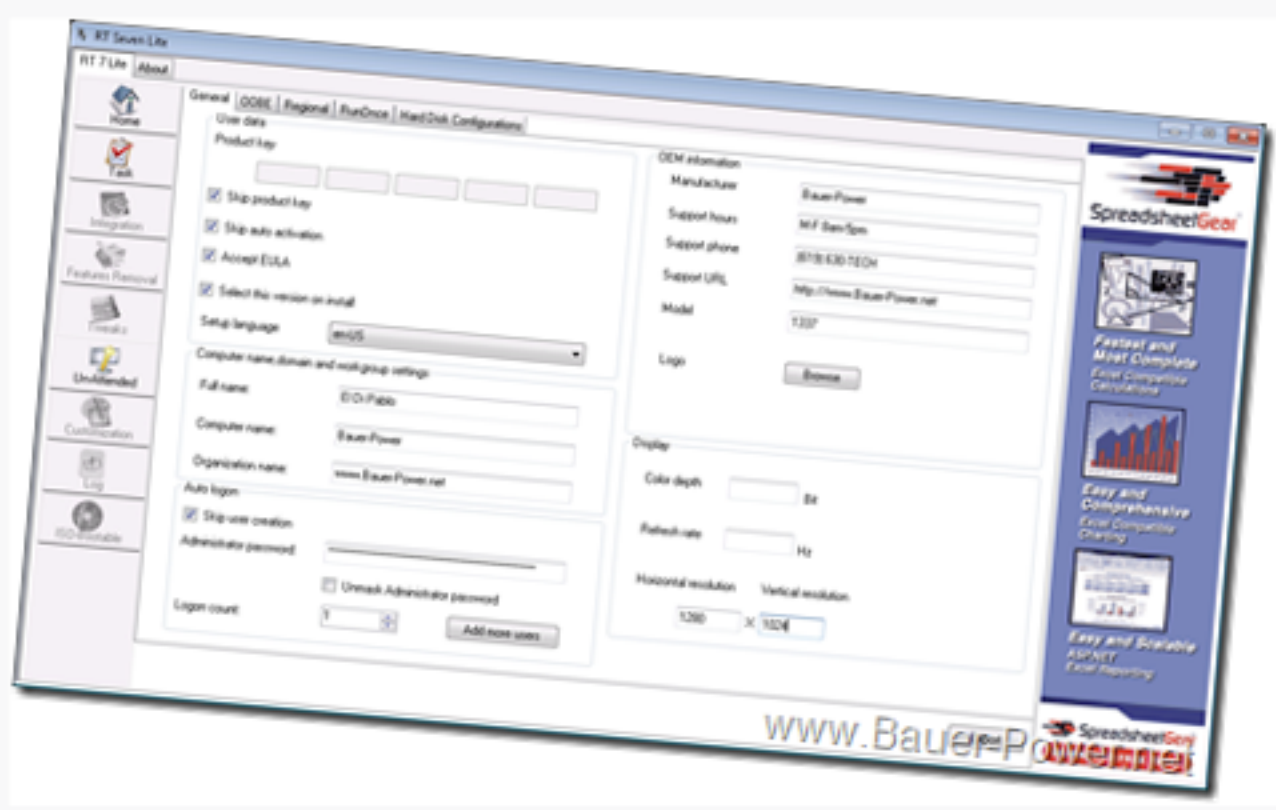 RT Seven Lite
RT 7 Lite About
Home
Task
Integration
Features Removal
Tweaks
UnAttended
Customization
Log
ISO-Bootable
General OOBE Regional RunOnce Hard Disk Configurations
User data
Product key
Skip product key
Skip auto activation
Accept EULA
Select this version on install
Setup language en-US
Computer name,domain and workgroup settings
Full name: El Di Pablo
Computer name: Bauer-Power
Organization name: www.Bauer-Power.net
Auto logon
Skip user creation
Administrator password:
Unmask Administrator password
Logon count: 1 Add more users
OEM information
Manufacturer Bauer-Power
Support hours M-F 8am-5pm
Support phone (619) 630-TECH
Support URL http://www.Bauer-Power.net
Model 1337
Logo Browse
Display
Color depth Bit
Refresh rate Hz
Horizontal resolution Vertical resolution
1280 X 1024
SpreadsheetGear
Fastest and
Most Complete
Excel Compatible
Calculations
Easy and
Comprehensive
Excel Compatible
Charting
Easy and Scalable
ASP.NET
Excel Reporting
SpreadsheetGear
www.Bauer-Power.net